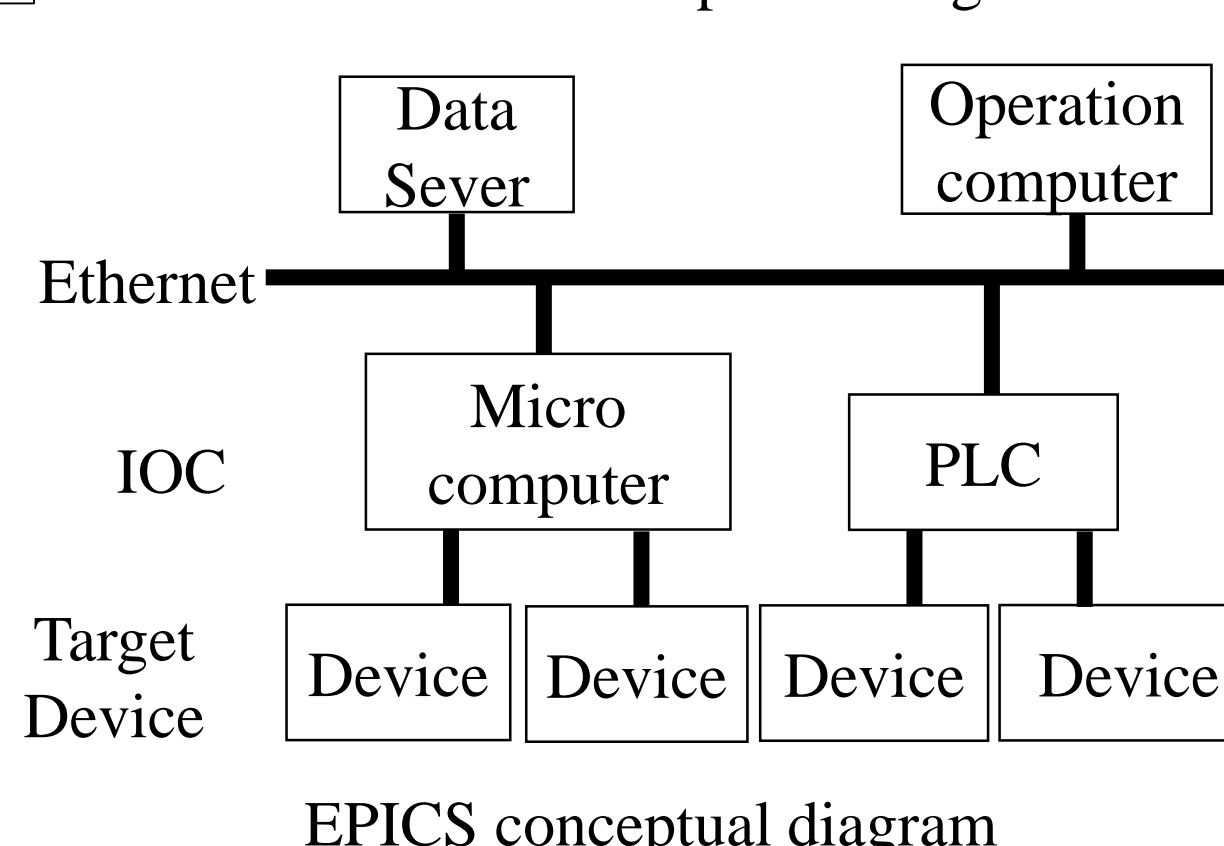 Data
Sever
Operation
computer
Ethernet
Micro
computer
IOC
PLC
Target
Device
Device
Device
Device
Device
EPICS conceptual diagram